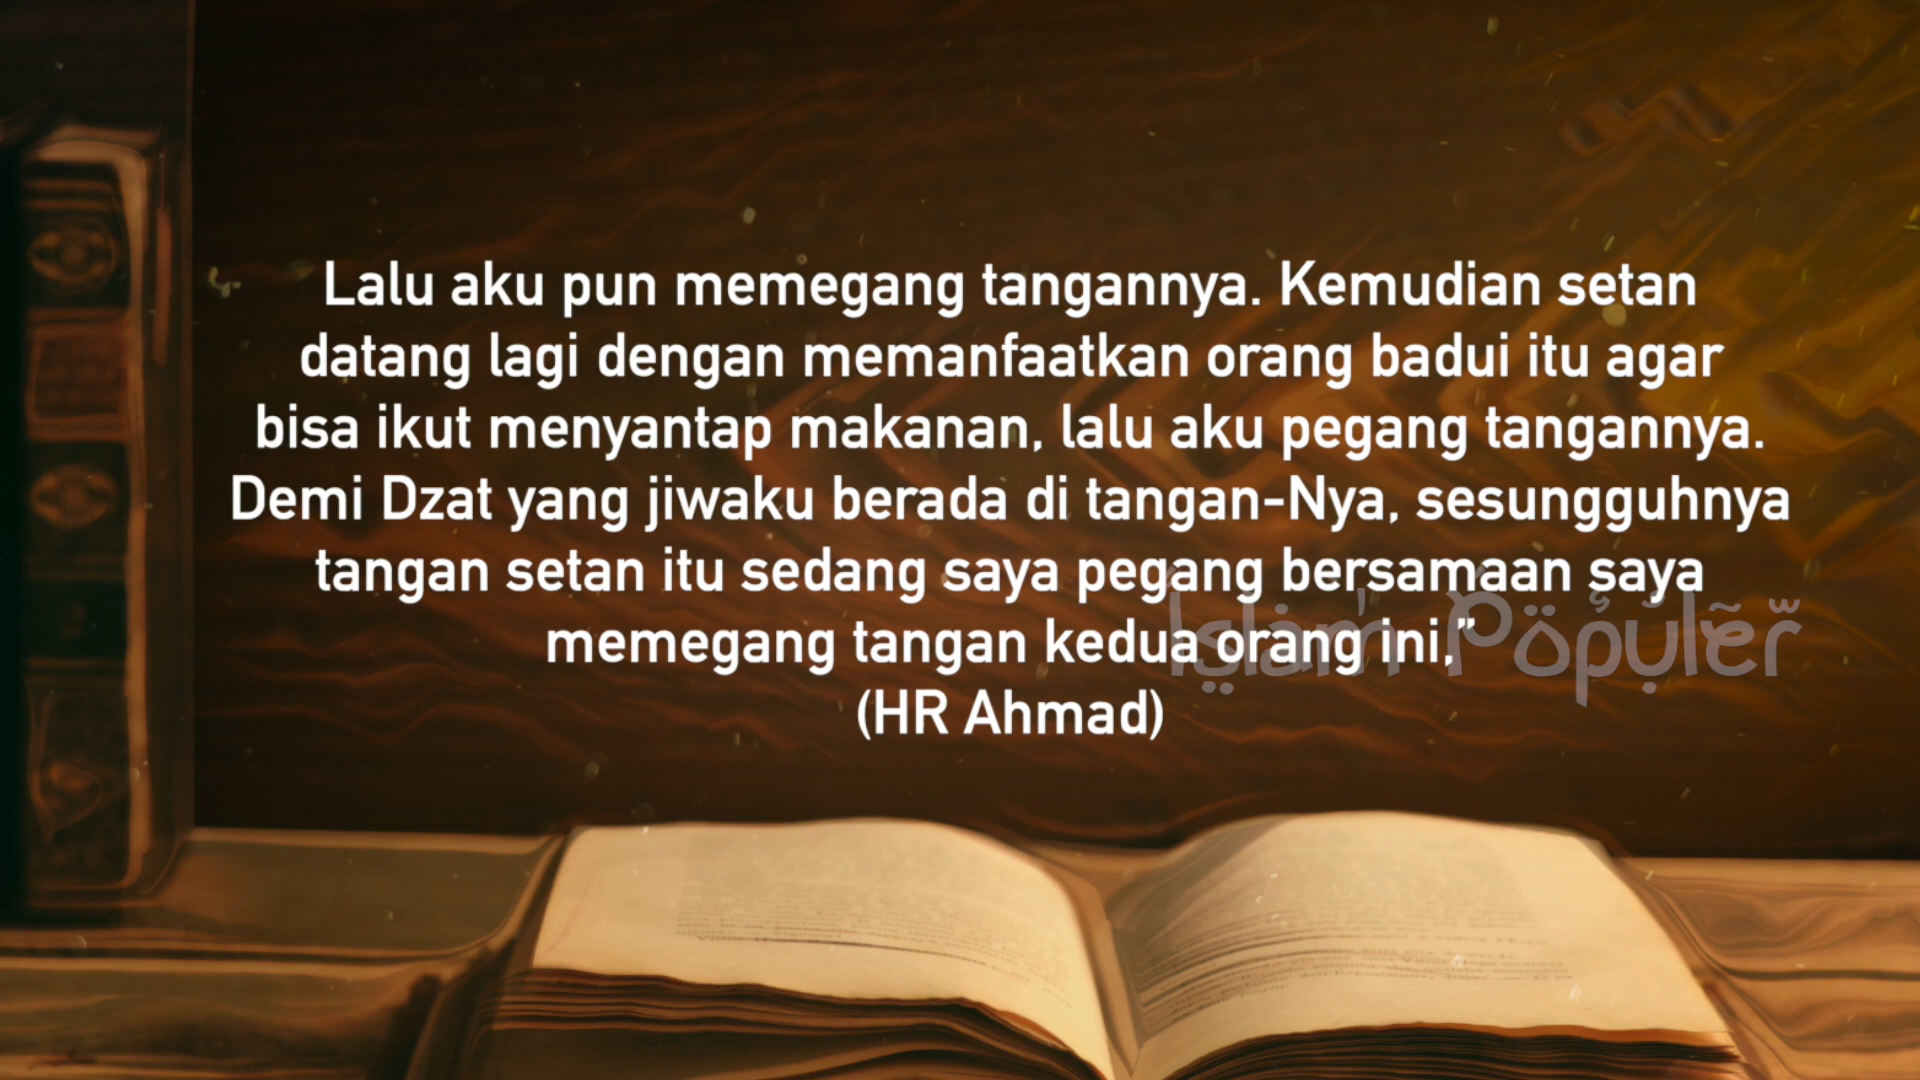 Lalu aku pun memegang tangannya. Kemudian setan
datang lagi dengan memanfaatkan orang badui itu agar
bisa ikut menyantap makanan, lalu aku pegang tangannya.
Demi Dzat yang jiwaku berada di tangan-Nya, sesungguhnya
tangan setan itu sedang saya pegang bersamaan saya
memegang tangan kedua orang ini,”
(HR Ahmad)
Islam Populer